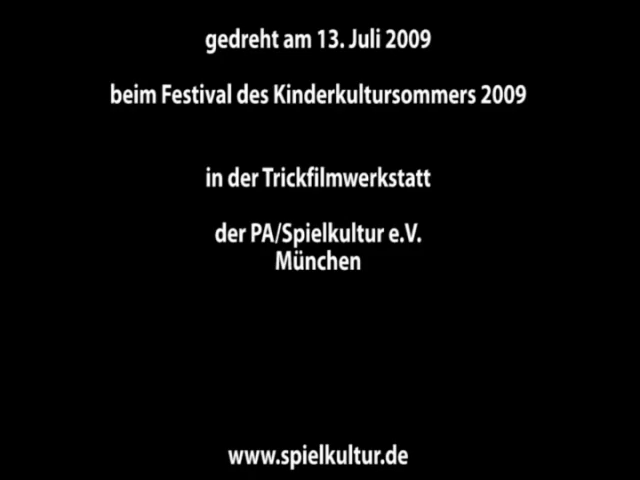 gedreht am 13. Juli 2009
beim Festival des Kinderkultursommers 2009
in der Trickfilmwerkstatt
der PA/Spielkultur e.V.
München
www.spielkultur.de